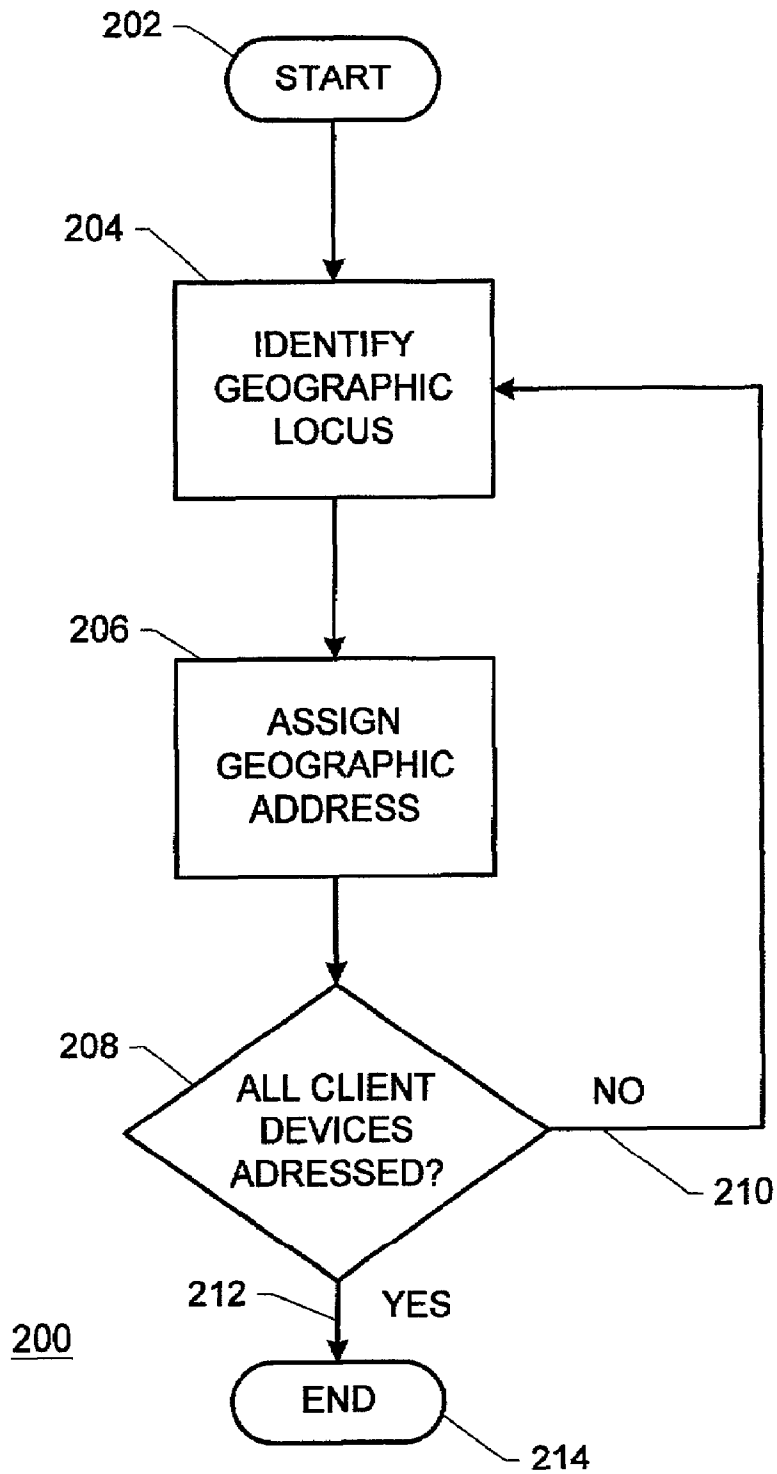 202
START
204
IDENTIFY
GEOGRAPHIC
LOCUS
206
ASSIGN
GEOGRAPHIC
ADDRESS
208
ALL CLIENT
DEVICES
ADRESSED?
NO
210
212
YES
200
END
214